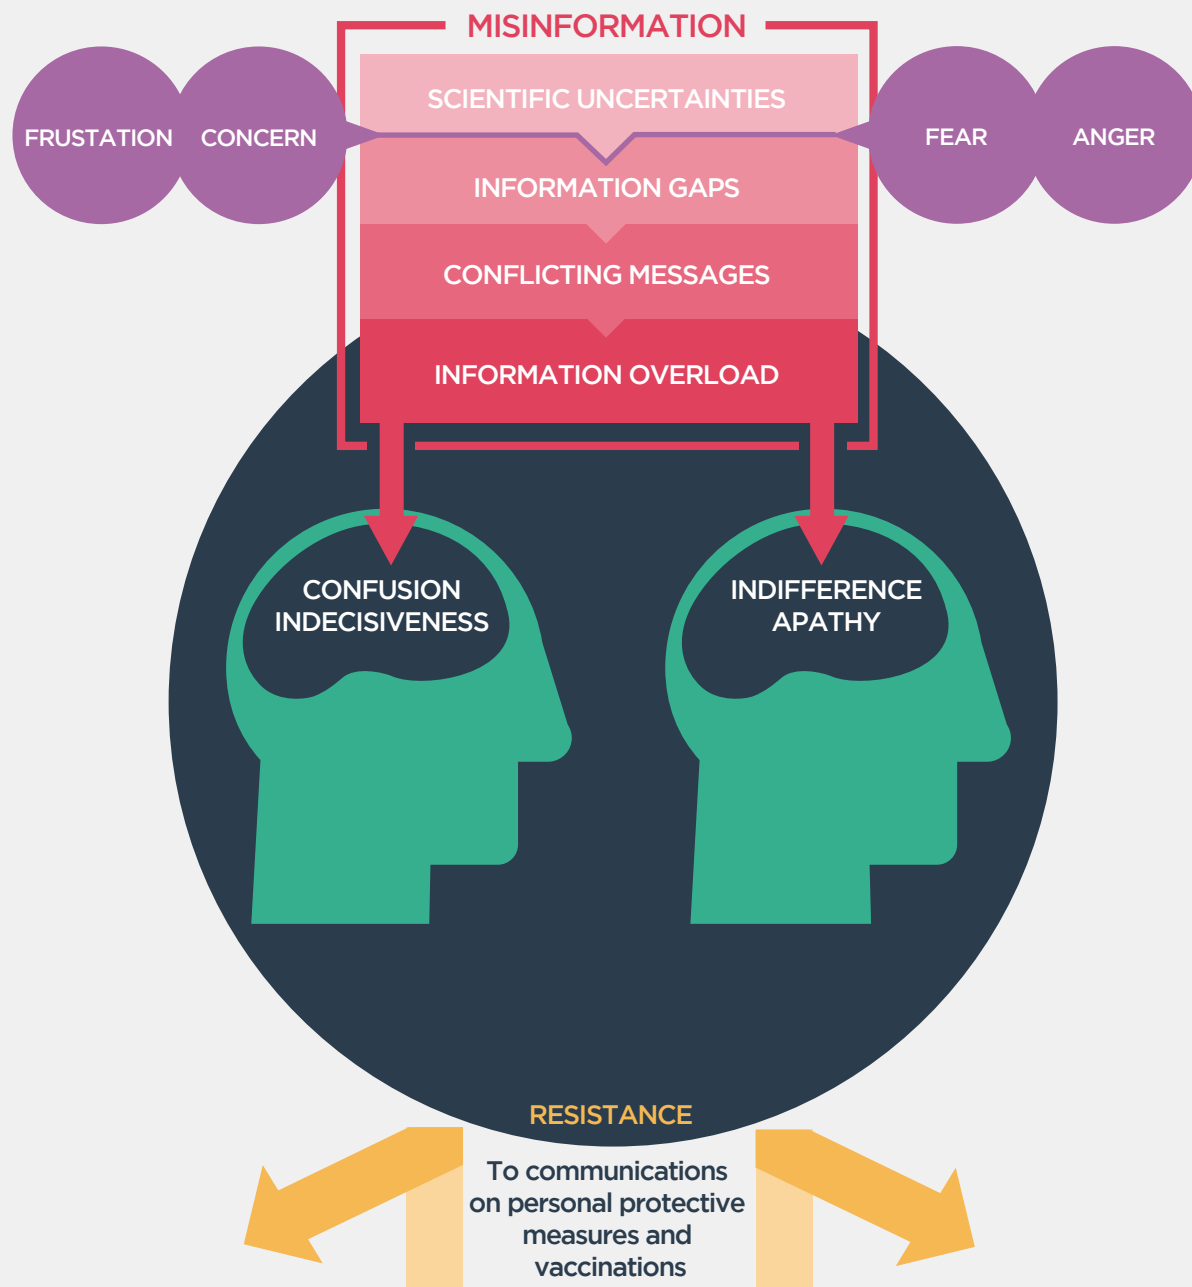 MISINFORMATION
SCIENTIFIC UNCERTAINTIES
FRUSTATION
CONCERN
FEAR
ANGER
INFORMATION GAPS
CONFLICTING MESSAGES
INFORMATION OVERLOAD
CONFUSION
INDECISIVENESS
INDIFFERENCE
APATHY
RESISTANCE
To communications
on personal protective
measures and
vaccinations